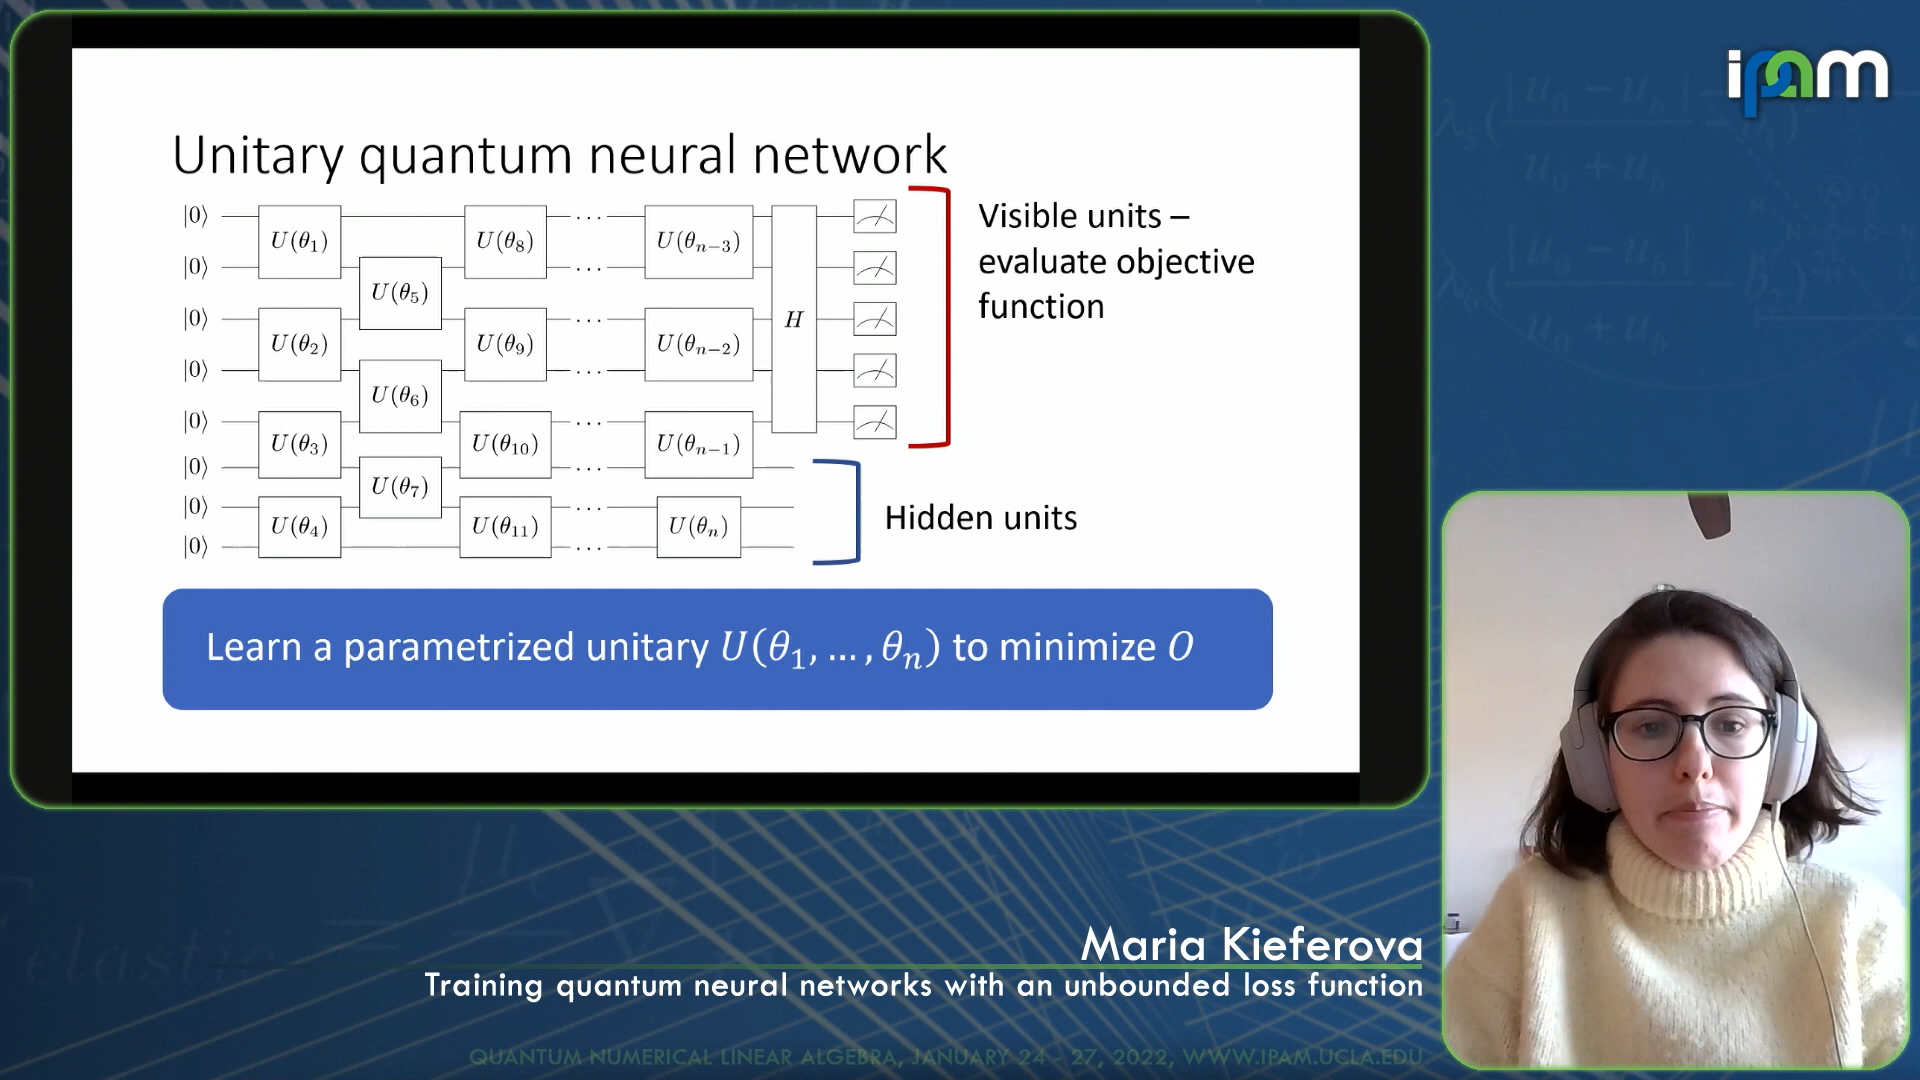 ipam
Unitary quantum neural network
|0⟩ U(θ₁) U(θ₈) ... U(θₙ₋₃)
|0⟩ U(θ₅) ...
|0⟩ U(θ₂) U(θ₉) ... U(θₙ₋₂) H
|0⟩ U(θ₆) ...
|0⟩ U(θ₃) U(θ₁₀) ... U(θₙ₋₁)
|0⟩ U(θ₇) ...
|0⟩ U(θ₄) U(θ₁₁) ... U(θₙ)
|0⟩ ...
Visible units –
evaluate objective
function
Hidden units
Learn a parametrized unitary U(θ₁, … , θₙ) to minimize O
Maria Kieferova
Training quantum neural networks with an unbounded loss function
QUANTUM NUMERICAL LINEAR ALGEBRA, JANUARY 24 - 27, 2022, WWW.IPAM.UCLA.EDU